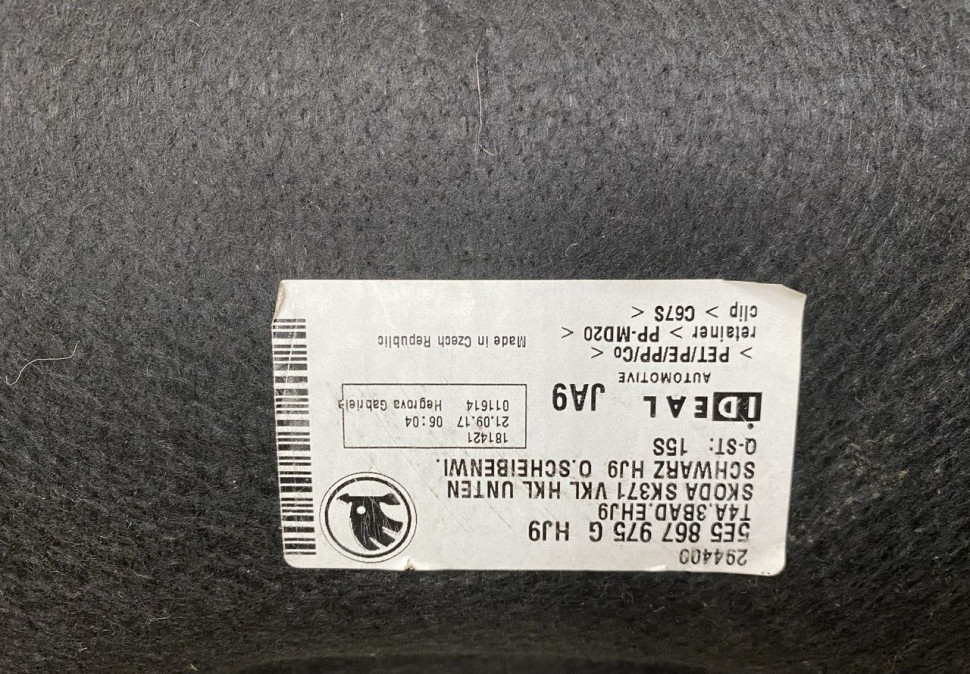 294400
5E5 867 975 G HJ9
T4A.3BAD.EHJ9
SKODA SK371 VKL HKL UNTEN
SCHWARZ HJ9 O.SCHEIBENWI.
Q-ST: 15S
181421
21.09.17 06:04
011614 Hegrova Gabriela
iDEAL JA9
AUTOMOTIVE
> PET/PE/PP/Co <
retainer > PP-MD20 <
clip > C67S <
Made in Czech Republic